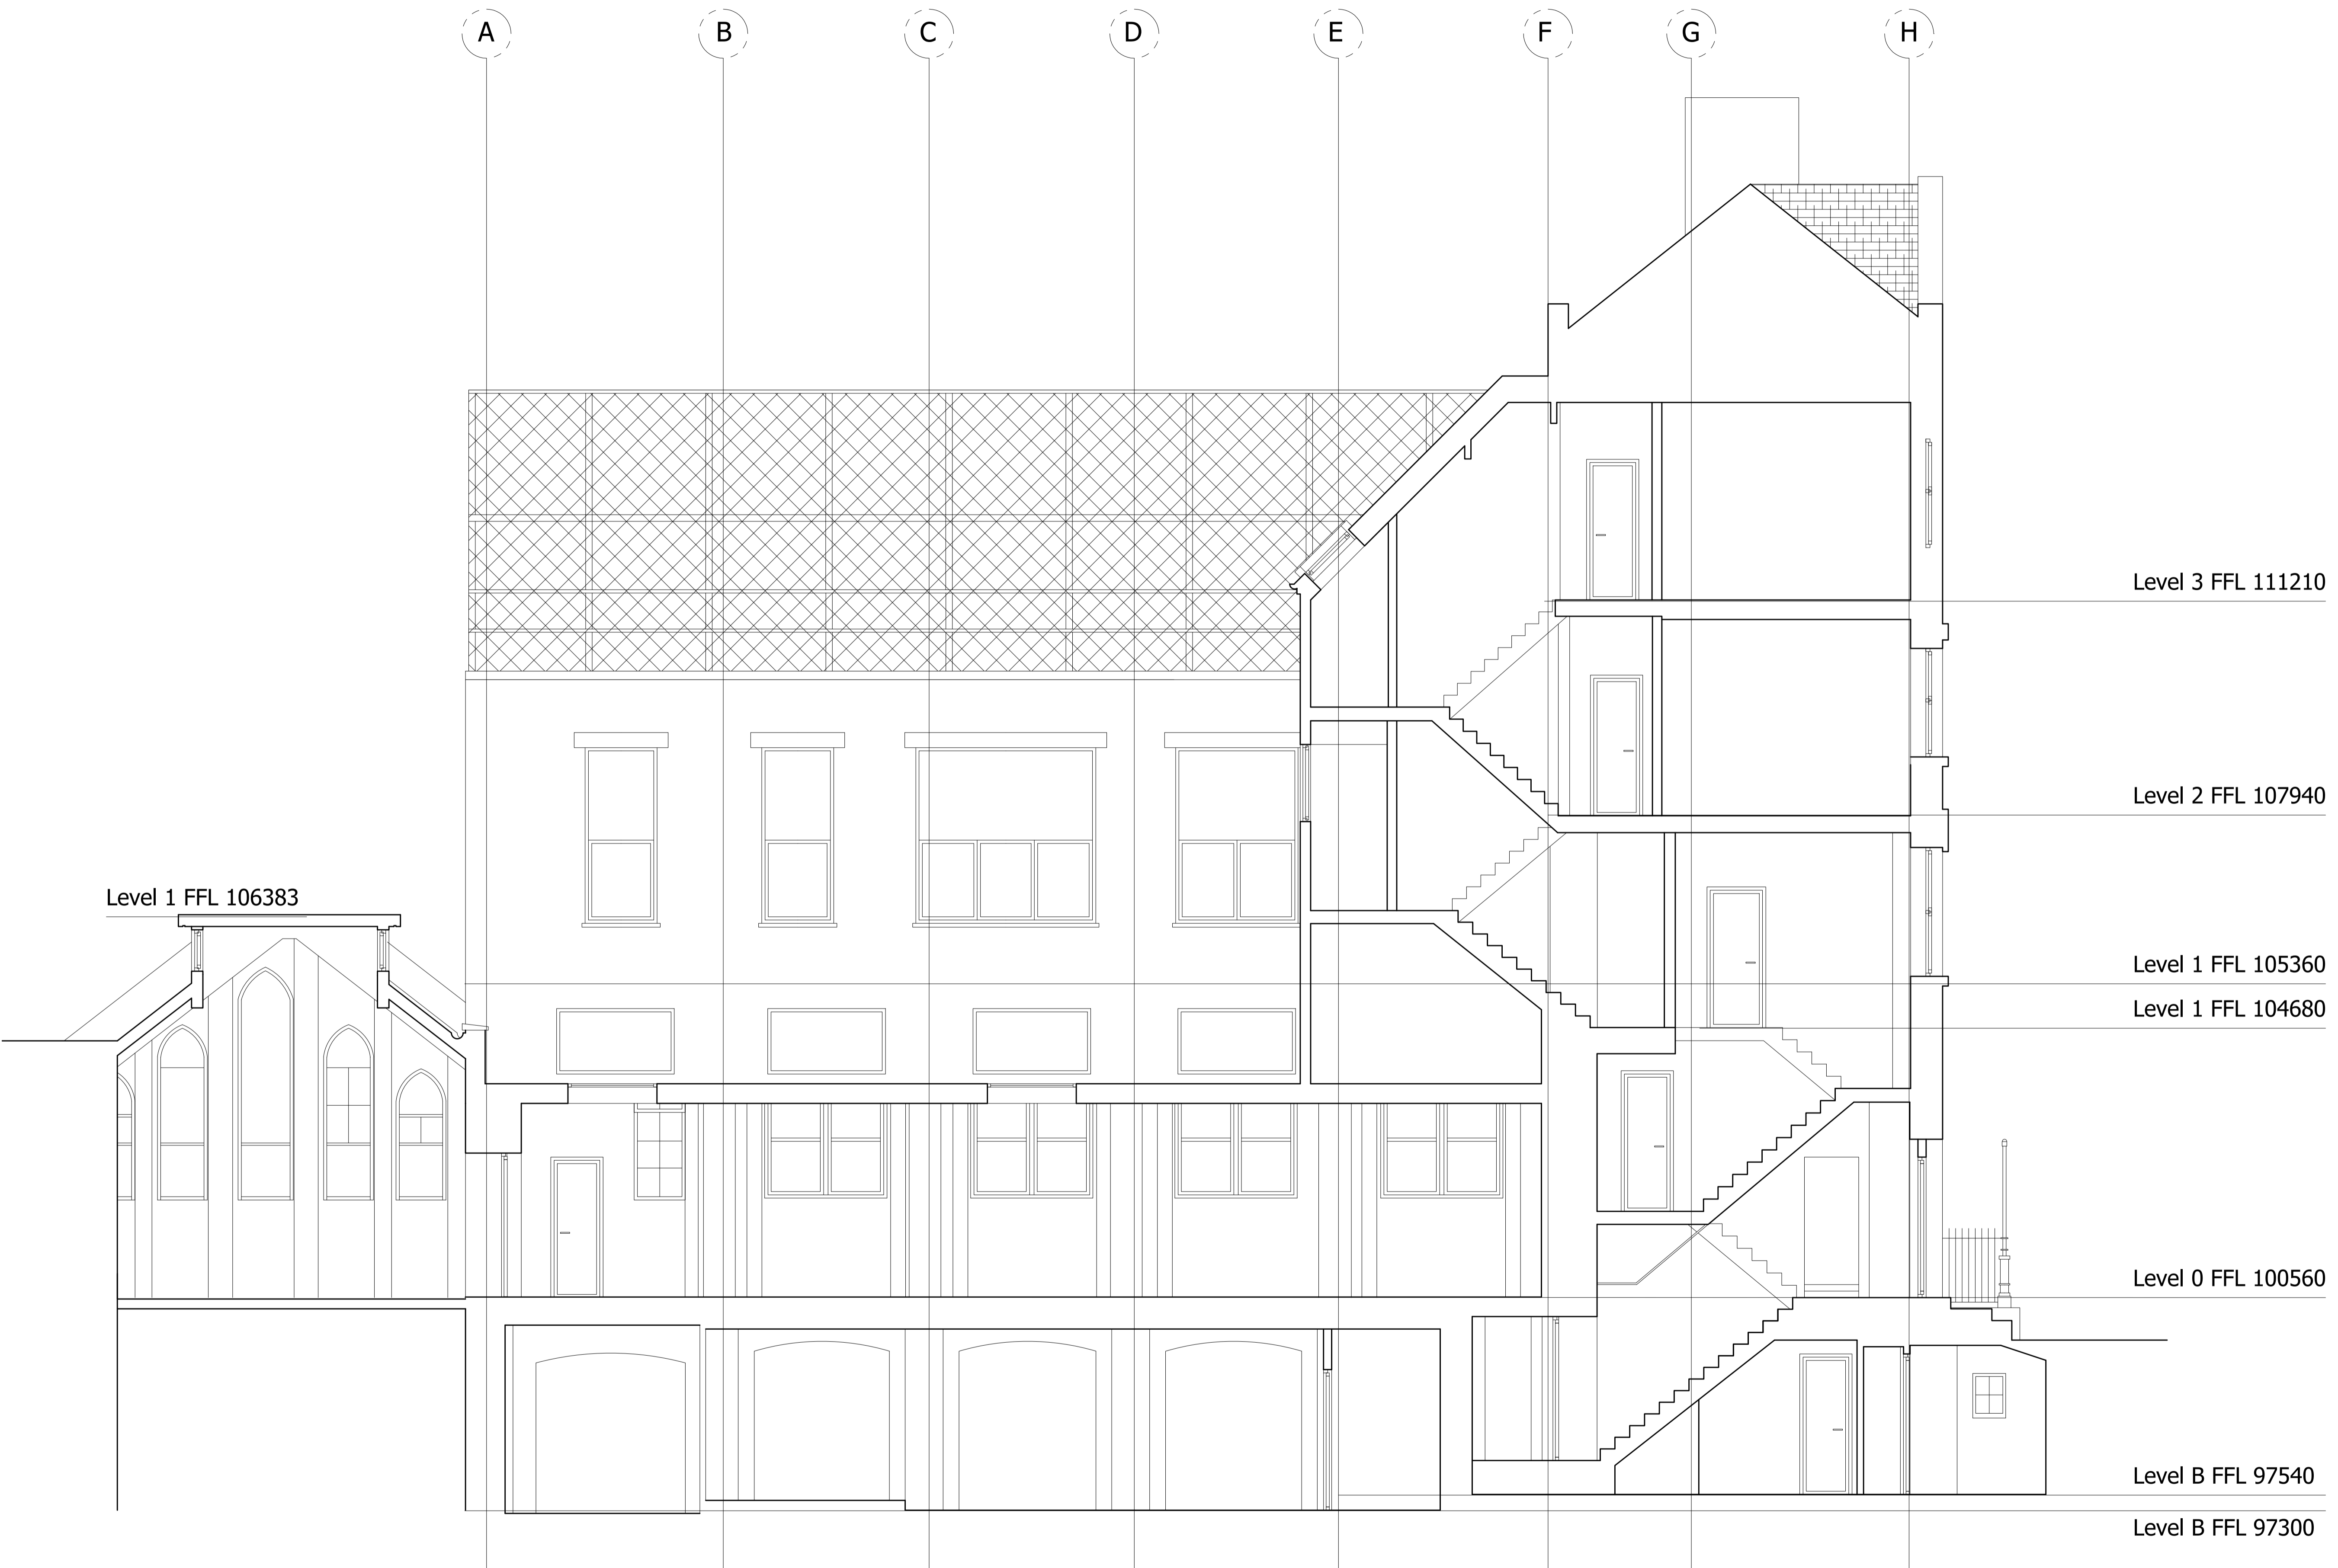 A B C D E F G H
Level 3 FFL 111210
Level 2 FFL 107940
Level 1 FFL 106383
Level 1 FFL 105360
Level 1 FFL 104680
Level 0 FFL 100560
Level B FFL 97540
Level B FFL 97300